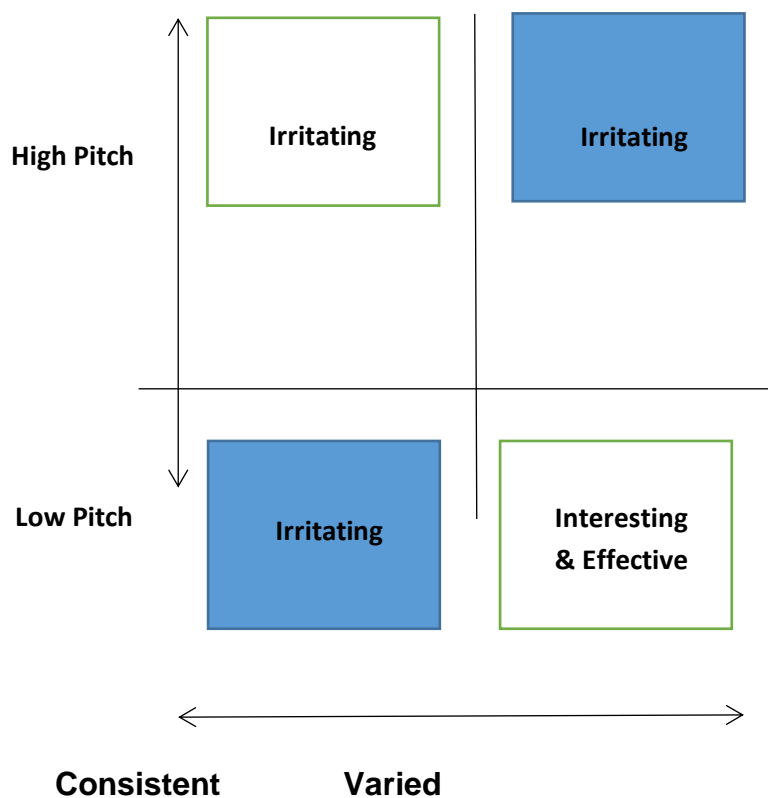 Irritating
Irritating
High Pitch
Low Pitch
Irritating
Interesting
& Effective
Consistent Varied